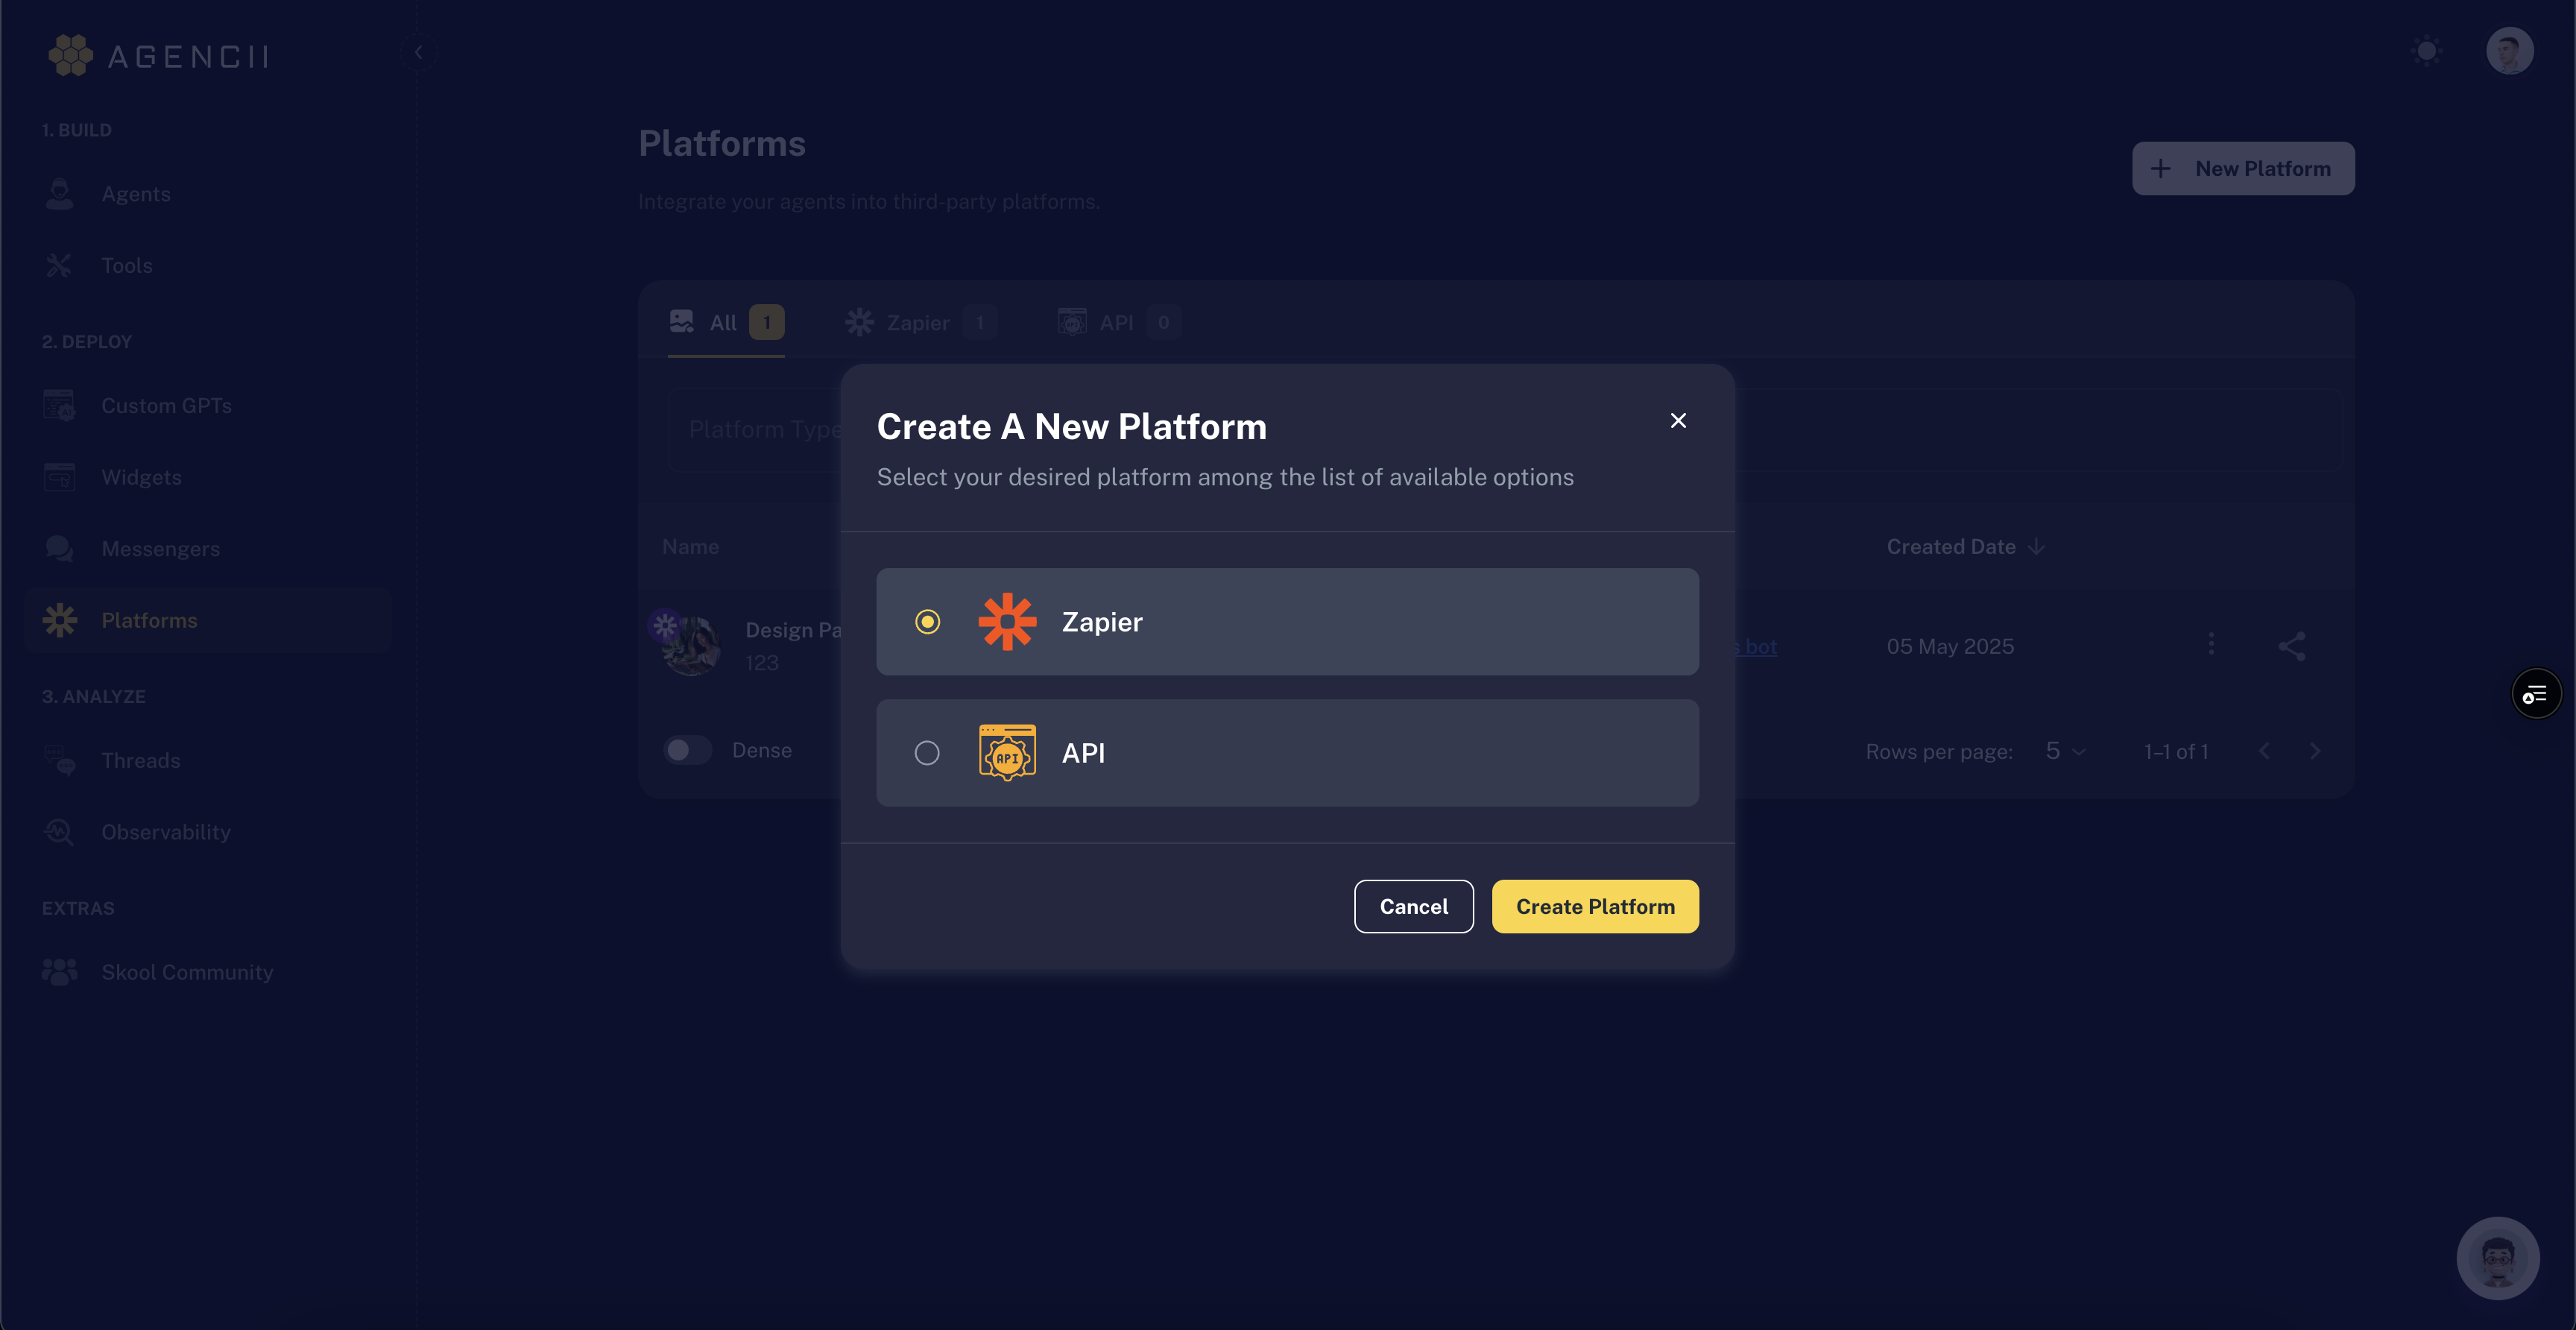 AGENCII
1. BUILD
Agents
Tools
2. DEPLOY
Custom GPTs
Widgets
Messengers
Platforms
3. ANALYZE
Threads
Observability
EXTRAS
Skool Community
Platforms
Integrate your agents into third-party platforms.
New Platform
All 1
Zapier 1
API 0
Platform Type
Name
Created Date
Design Pa
123
s bot
05 May 2025
Dense
Rows per page: 5
1–1 of 1
Create A New Platform
Select your desired platform among the list of available options
Zapier
API
API
Cancel
Create Platform